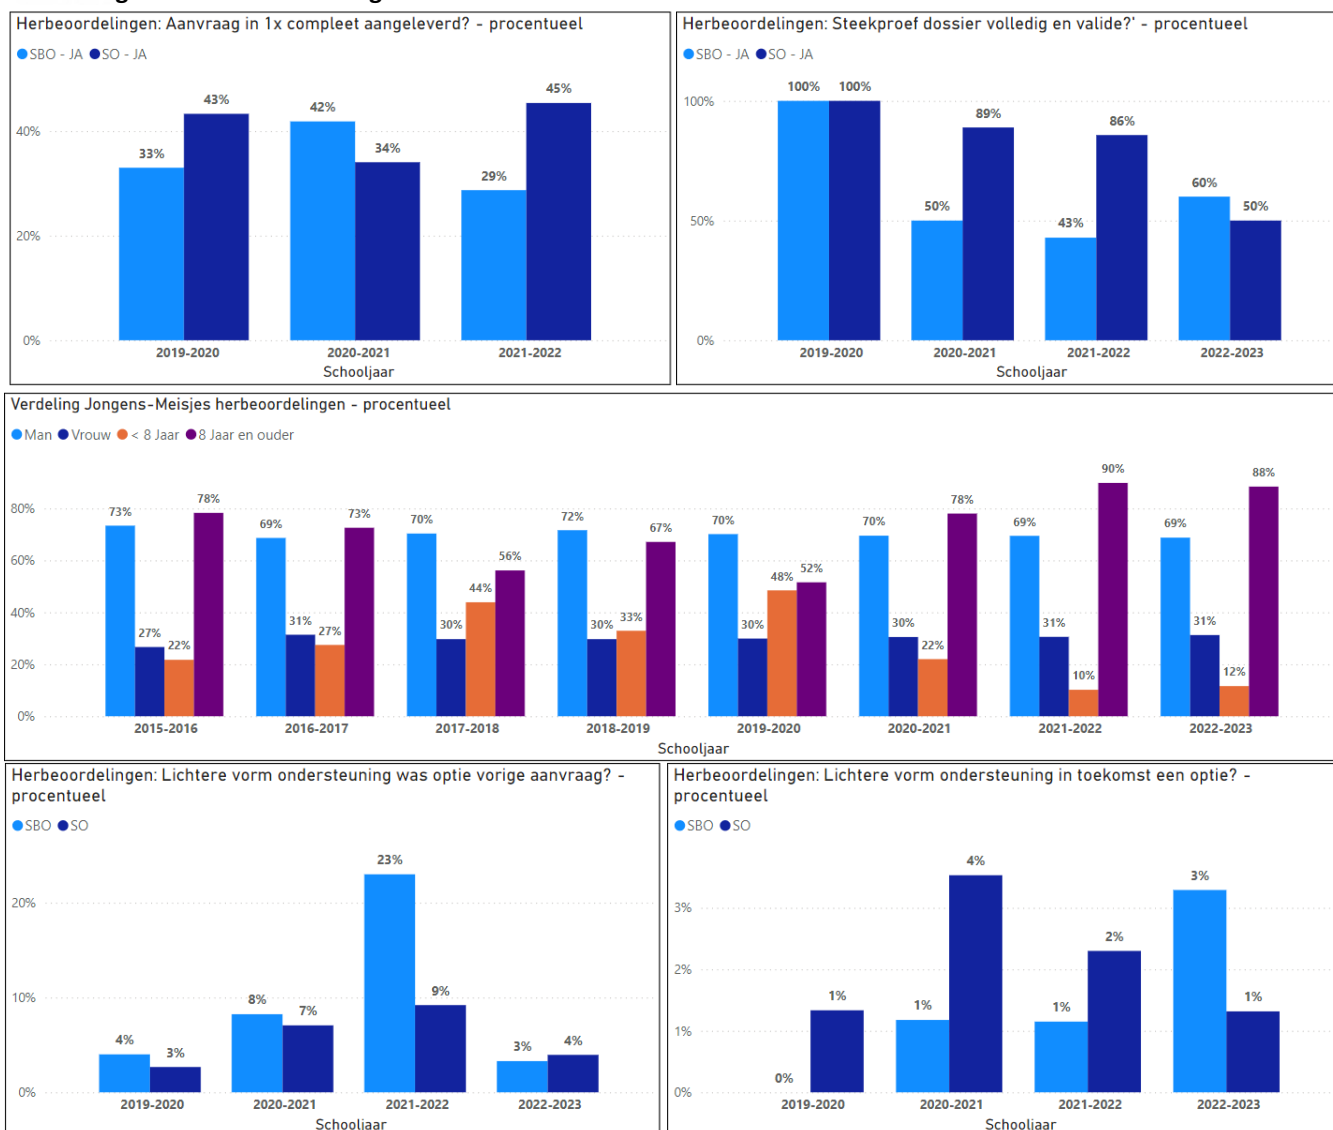 Herbeoordelingen: Aanvraag in 1x compleet aangeleverd? - procentueel
SBO - JA SO - JA
43%
45%
42%
33%
34%
29%
40%
20%
0%
2019-2020 2020-2021 2021-2022
Schooljaar
Herbeoordelingen: Steekproef dossier volledig en valide?' - procentueel
SBO - JA SO - JA
100% 100%
89%
86%
50%
43%
60%
50%
100%
50%
0%
2019-2020 2020-2021 2021-2022 2022-2023
Schooljaar
Verdeling Jongens-Meisjes herbeoordelingen - procentueel
Man Vrouw < 8 Jaar 8 Jaar en ouder
80%
60%
40%
20%
0%
73% 27% 22% 78%
69% 31% 27% 73%
70% 30% 44% 56%
72% 30% 33% 67%
70% 30% 48% 52%
70% 30% 22% 78%
69% 31% 10% 90%
69% 31% 12% 88%
2015-2016 2016-2017 2017-2018 2018-2019 2019-2020 2020-2021 2021-2022 2022-2023
Schooljaar
Herbeoordelingen: Lichtere vorm ondersteuning was optie vorige aanvraag? -
procentueel
SBO SO
20%
10%
0%
4% 3%
8% 7%
23% 9%
3% 4%
2019-2020 2020-2021 2021-2022 2022-2023
Schooljaar
Herbeoordelingen: Lichtere vorm ondersteuning in toekomst een optie? -
procentueel
SBO SO
3%
2%
1%
0%
0% 1%
1% 4%
1% 2%
3% 1%
2019-2020 2020-2021 2021-2022 2022-2023
Schooljaar